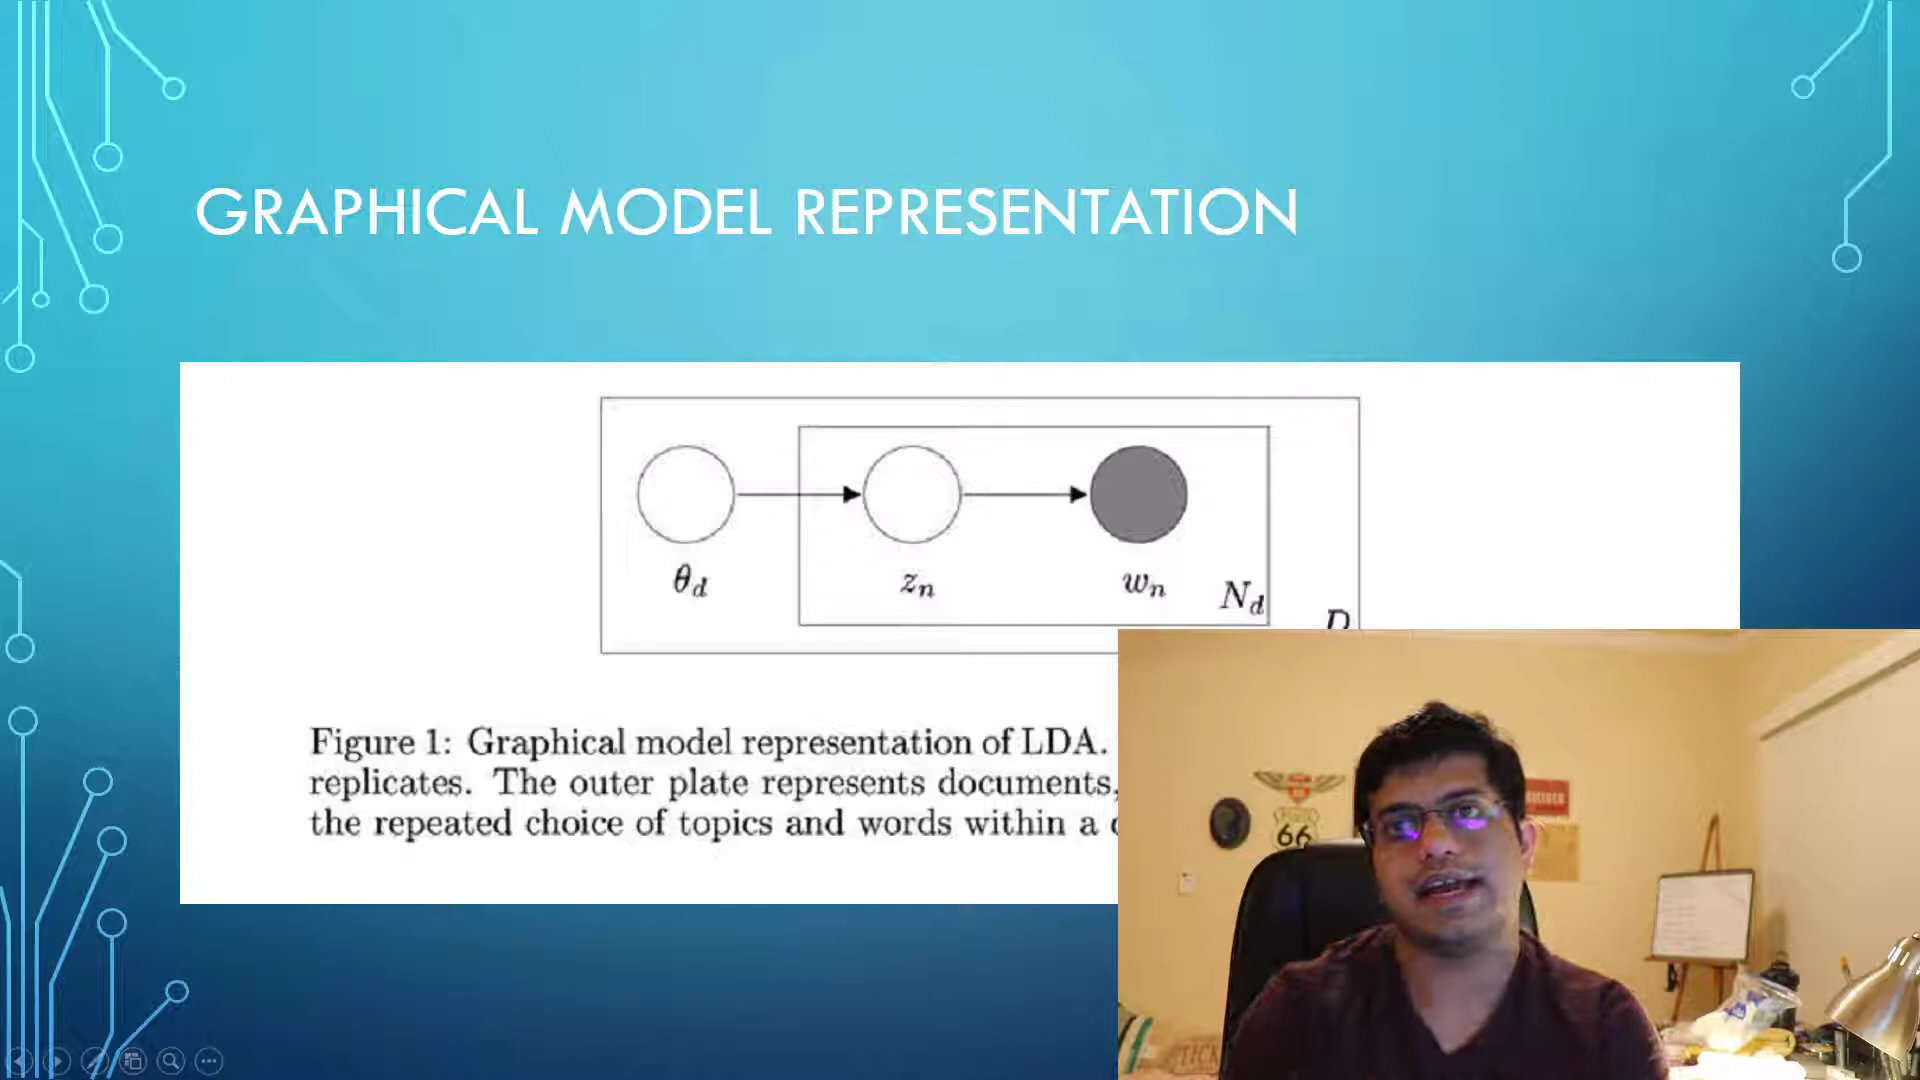 GRAPHICAL MODEL REPRESENTATION
θd zn wn Nd
D
Figure 1: Graphical model representation of LDA.
replicates. The outer plate represents documents,
the repeated choice of topics and words within a
66